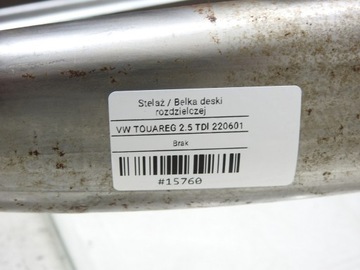 Stelaż / Belka deski
rozdzielczej
VW TOUAREG 2.5 TDI 220601
Brak
#15760